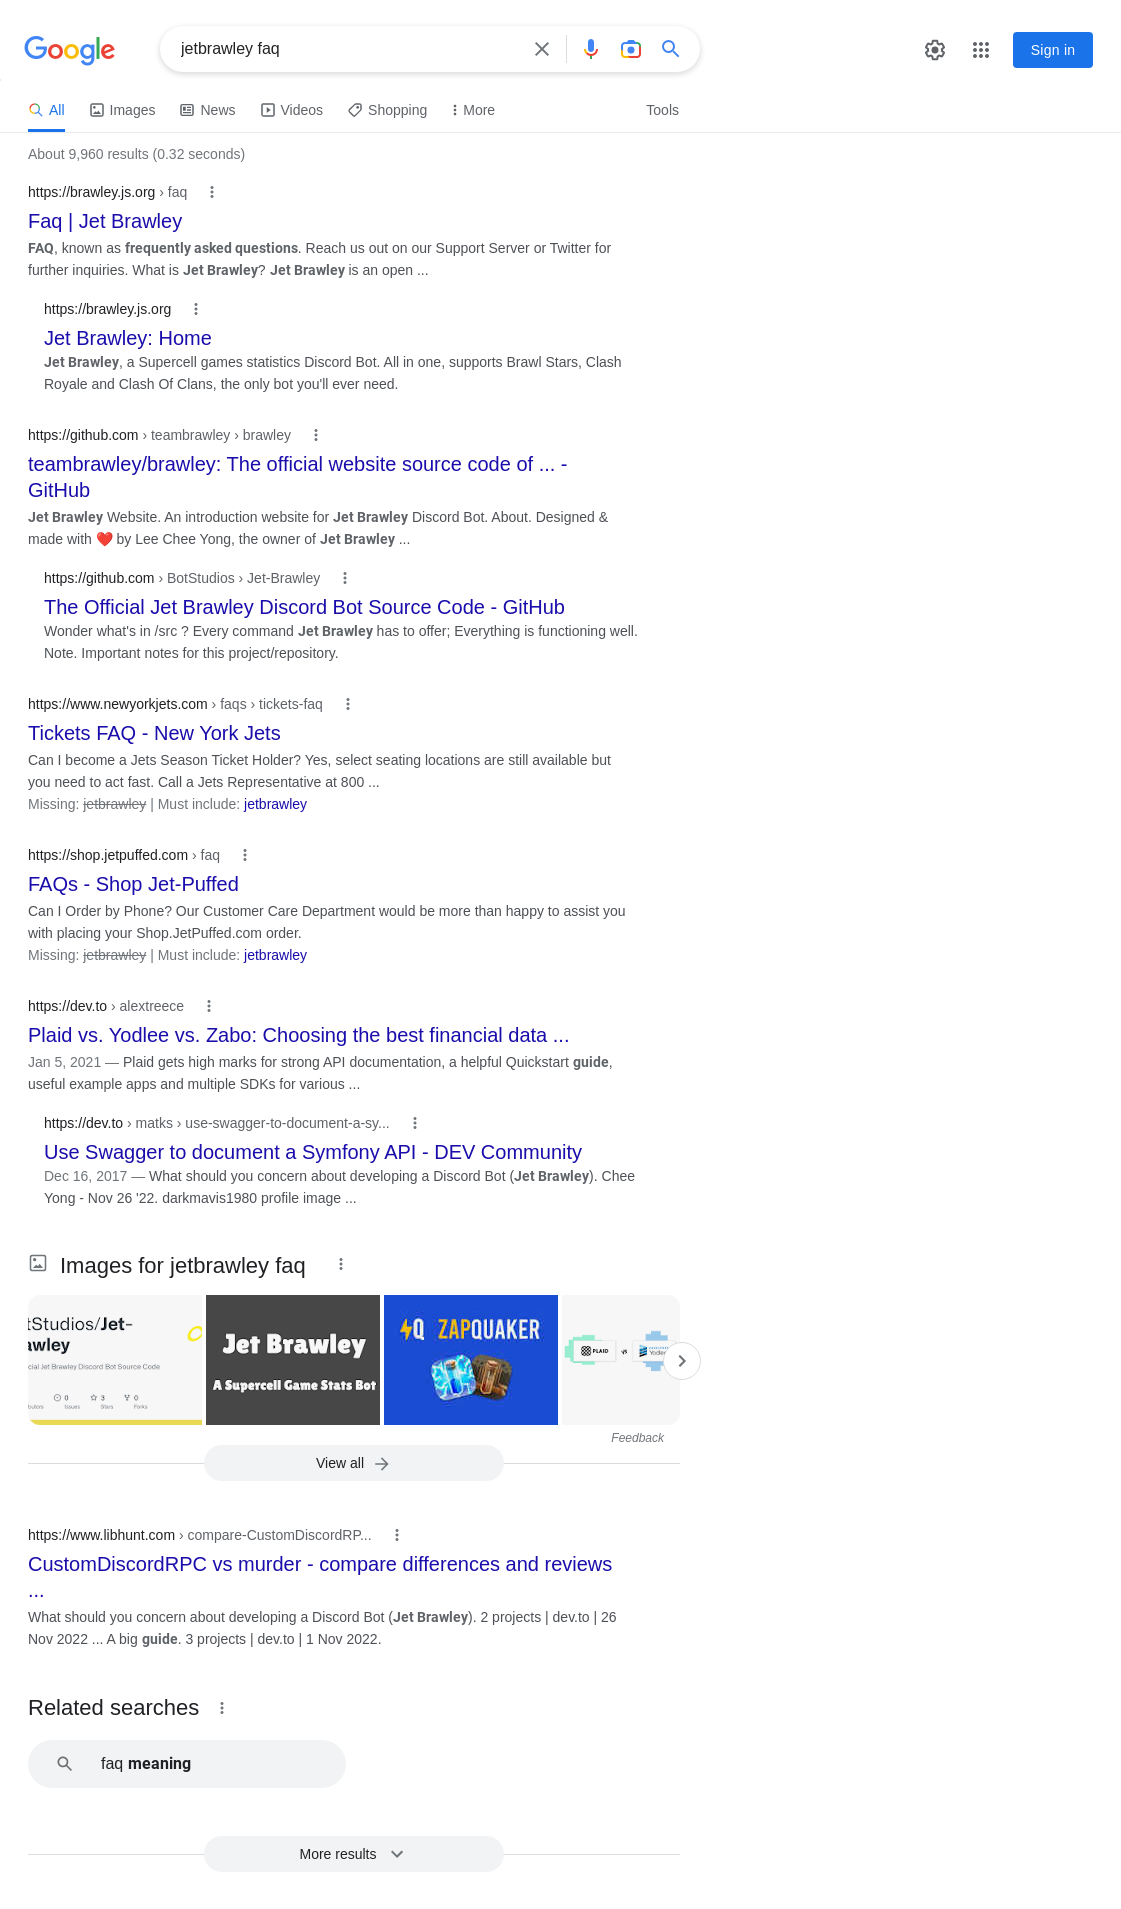 Google
jetbrawley faq
Sign in
All
Images
News
Videos
Shopping
More
Tools
About 9,960 results (0.32 seconds)
https://brawley.js.org › faq
Faq | Jet Brawley
FAQ, known as frequently asked questions. Reach us out on our Support Server or Twitter for
further inquiries. What is Jet Brawley? Jet Brawley is an open ...
https://brawley.js.org
Jet Brawley: Home
Jet Brawley, a Supercell games statistics Discord Bot. All in one, supports Brawl Stars, Clash
Royale and Clash Of Clans, the only bot you'll ever need.
https://github.com › teambrawley › brawley
teambrawley/brawley: The official website source code of ... -
GitHub
Jet Brawley Website. An introduction website for Jet Brawley Discord Bot. About. Designed &
made with ❤️ by Lee Chee Yong, the owner of Jet Brawley ...
https://github.com › BotStudios › Jet-Brawley
The Official Jet Brawley Discord Bot Source Code - GitHub
Wonder what's in /src ? Every command Jet Brawley has to offer; Everything is functioning well.
Note. Important notes for this project/repository.
https://www.newyorkjets.com › faqs › tickets-faq
Tickets FAQ - New York Jets
Can I become a Jets Season Ticket Holder? Yes, select seating locations are still available but
you need to act fast. Call a Jets Representative at 800 ...
Missing: jetbrawley | Must include: jetbrawley
https://shop.jetpuffed.com › faq
FAQs - Shop Jet-Puffed
Can I Order by Phone? Our Customer Care Department would be more than happy to assist you
with placing your Shop.JetPuffed.com order.
Missing: jetbrawley | Must include: jetbrawley
https://dev.to › alextreece
Plaid vs. Yodlee vs. Zabo: Choosing the best financial data ...
Jan 5, 2021 — Plaid gets high marks for strong API documentation, a helpful Quickstart guide,
useful example apps and multiple SDKs for various ...
https://dev.to › matks › use-swagger-to-document-a-sy...
Use Swagger to document a Symfony API - DEV Community
Dec 16, 2017 — What should you concern about developing a Discord Bot (Jet Brawley). Chee
Yong - Nov 26 '22. darkmavis1980 profile image ...
Images for jetbrawley faq
tStudios/Jet-
awley
cial Jet Brawley Discord Bot Source Code
0
3
0
butors
Issues
Stars
Forks
Jet Brawley
A Supercell Game Stats Bot
Q ZAPQUAKER
PLAID
vs
Yodlee
Feedback
View all
https://www.libhunt.com › compare-CustomDiscordRP...
CustomDiscordRPC vs murder - compare differences and reviews
...
What should you concern about developing a Discord Bot (Jet Brawley). 2 projects | dev.to | 26
Nov 2022 ... A big guide. 3 projects | dev.to | 1 Nov 2022.
Related searches
faq meaning
More results